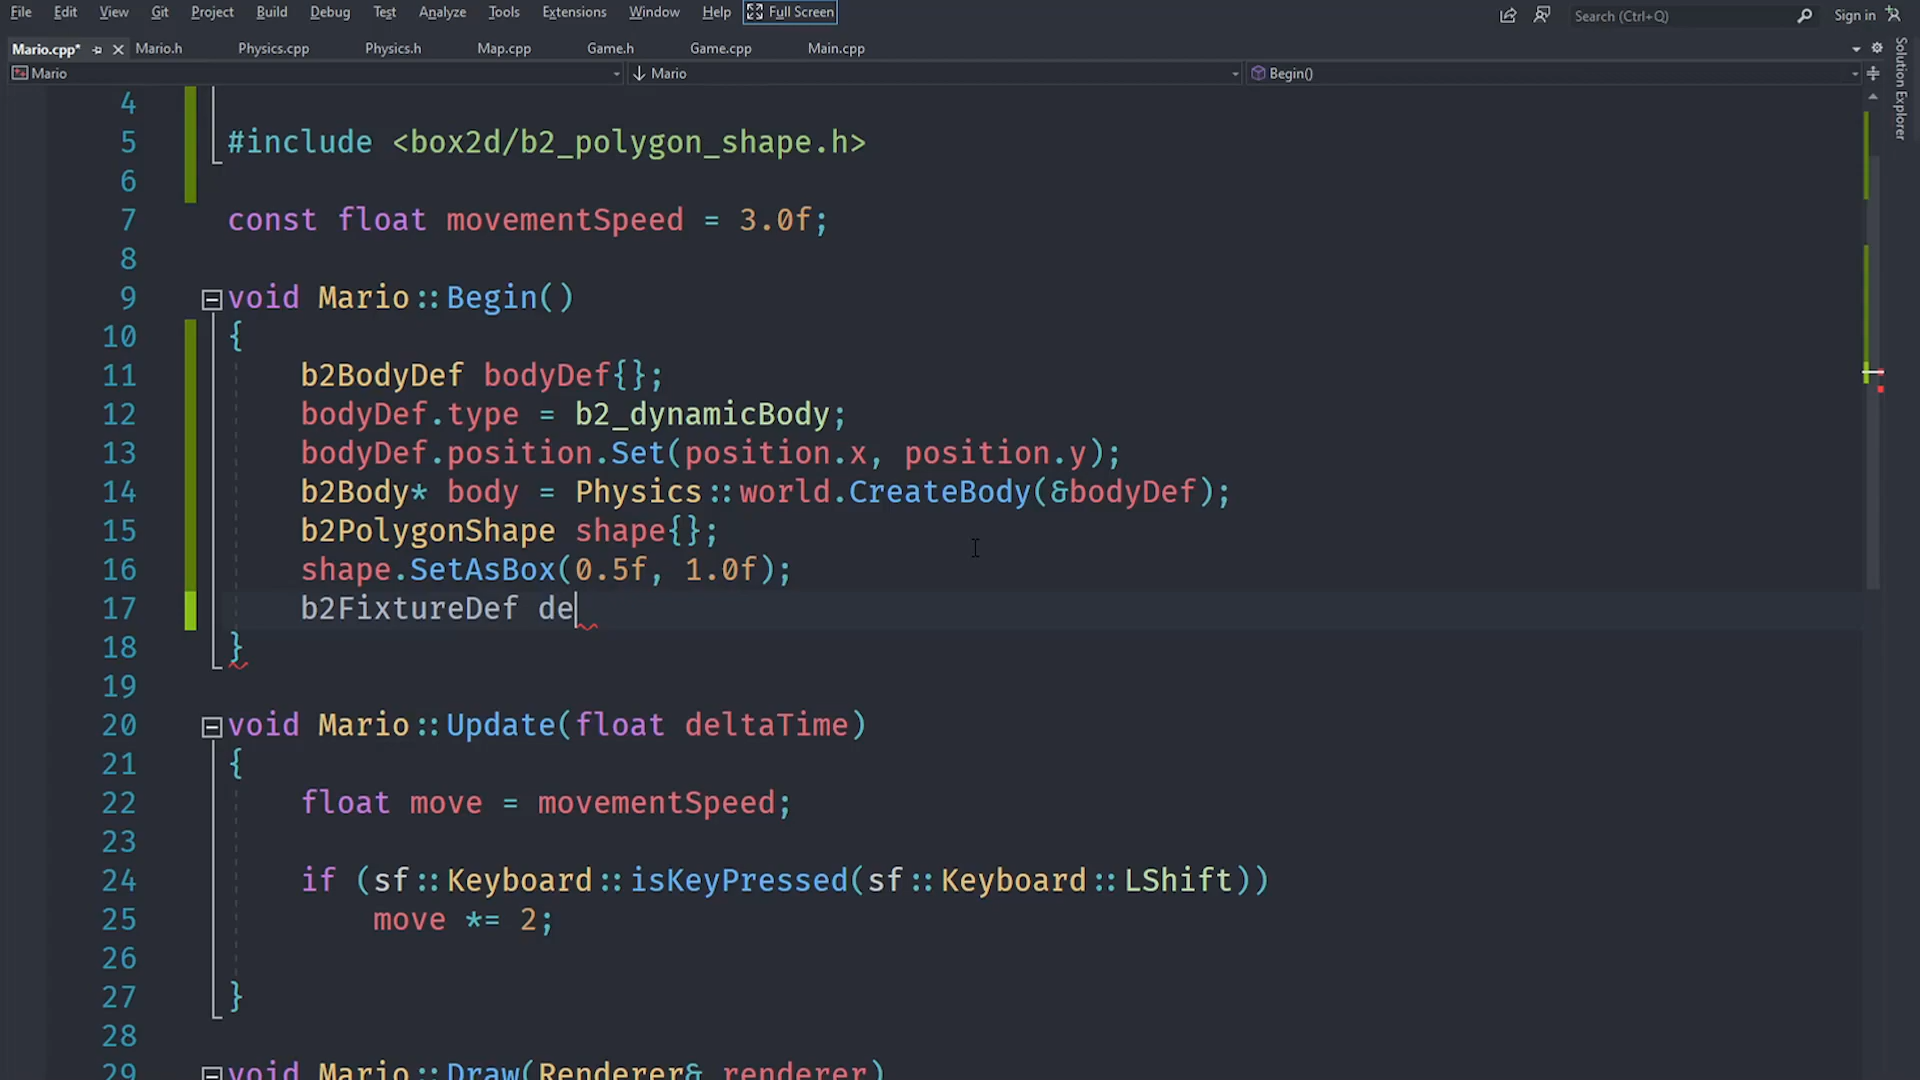 File Edit View Git Project Build Debug Test Analyze Tools Extensions Window Help Full Screen Search (Ctrl+Q) Sign in
Mario.cpp* Mario.h Physics.cpp Physics.h Map.cpp Game.h Game.cpp Main.cpp
Mario Mario Begin()
Solution Explorer
4
5 #include <box2d/b2_polygon_shape.h>
6
7 const float movementSpeed = 3.0f;
8
9 void Mario::Begin()
10 {
11 b2BodyDef bodyDef{};
12 bodyDef.type = b2_dynamicBody;
13 bodyDef.position.Set(position.x, position.y);
14 b2Body* body = Physics::world.CreateBody(&bodyDef);
15 b2PolygonShape shape{};
16 shape.SetAsBox(0.5f, 1.0f);
17 b2FixtureDef de
18 }
19
20 void Mario::Update(float deltaTime)
21 {
22 float move = movementSpeed;
23
24 if (sf::Keyboard::isKeyPressed(sf::Keyboard::LShift))
25 move *= 2;
26
27 }
28
29 void Mario::Draw(Renderer& renderer)